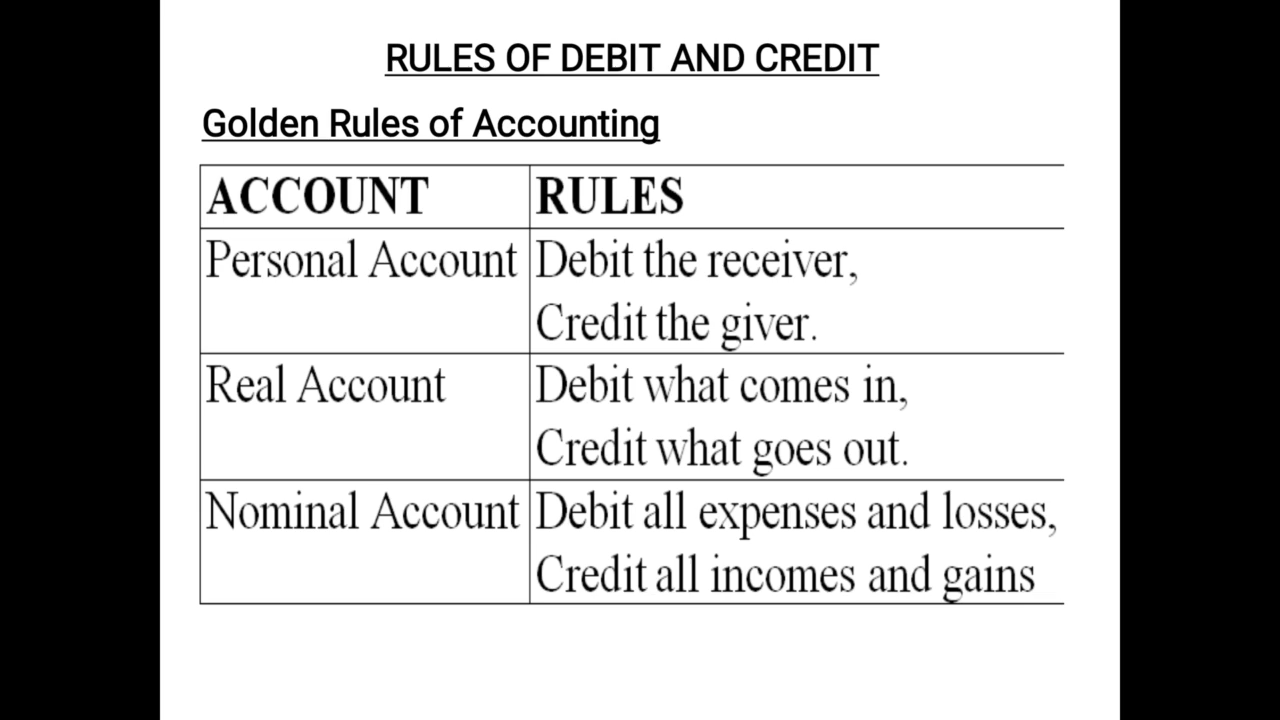 RULES OF DEBIT AND CREDIT
Golden Rules of Accounting
ACCOUNT RULES
Personal Account Debit the receiver,
Credit the giver.
Real Account Debit what comes in,
Credit what goes out.
Nominal Account Debit all expenses and losses,
Credit all incomes and gains